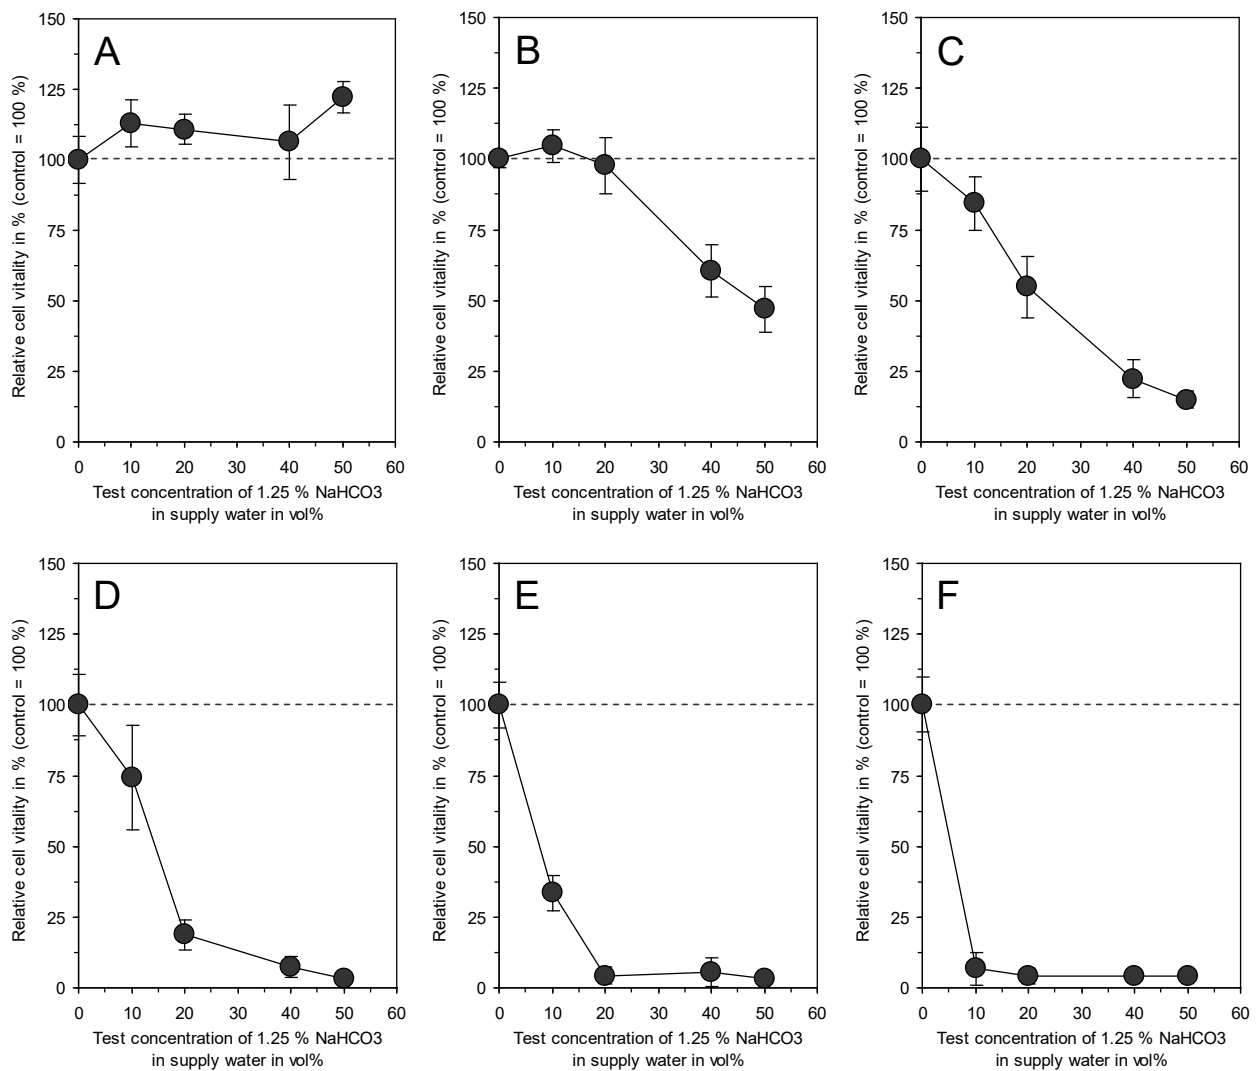 A
Relative cell vitality in % (control = 100 %)
150
125
100
75
50
25
0
0 10 20 30 40 50 60
Test concentration of 1.25 % NaHCO3
in supply water in vol%
B
Relative cell vitality in % (control = 100 %)
150
125
100
75
50
25
0
0 10 20 30 40 50 60
Test concentration of 1.25 % NaHCO3
in supply water in vol%
C
Relative cell vitality in % (control = 100 %)
150
125
100
75
50
25
0
0 10 20 30 40 50 60
Test concentration of 1.25 % NaHCO3
in supply water in vol%
D
Relative cell vitality in % (control = 100 %)
150
125
100
75
50
25
0
0 10 20 30 40 50 60
Test concentration of 1.25 % NaHCO3
in supply water in vol%
E
Relative cell vitality in % (control = 100 %)
150
125
100
75
50
25
0
0 10 20 30 40 50 60
Test concentration of 1.25 % NaHCO3
in supply water in vol%
F
Relative cell vitality in % (control = 100 %)
150
125
100
75
50
25
0
0 10 20 30 40 50 60
Test concentration of 1.25 % NaHCO3
in supply water in vol%